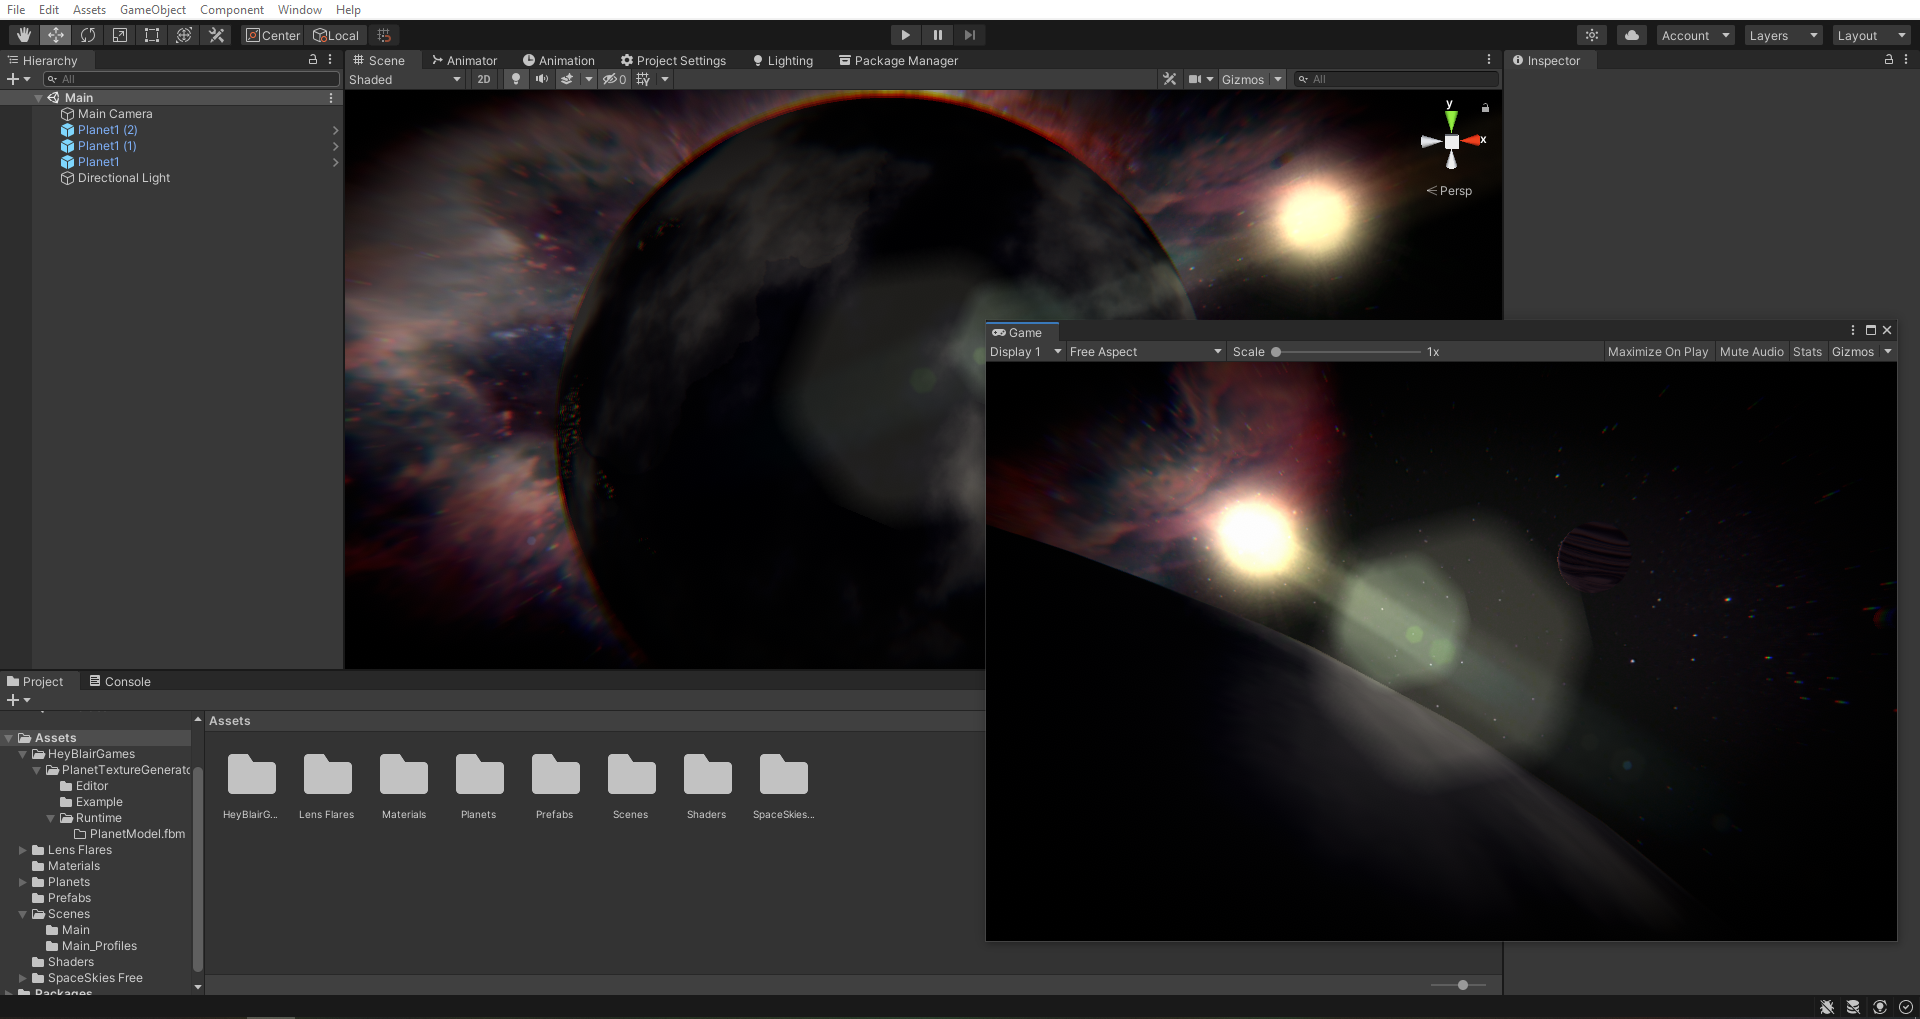 File Edit Assets GameObject Component Window Help
Center Local Account Layers Layout
Hierarchy
All
Main
Main Camera
Planet1 (2)
Planet1 (1)
Planet1
Directional Light
Scene Animator Animation Project Settings Lighting Package Manager
Shaded 2D 0 Gizmos All
y
x
Persp
Inspector
Game
Display 1 Free Aspect Scale 1x Maximize On Play Mute Audio Stats Gizmos
Project Console
Assets
HeyBlairGames
PlanetTextureGenerato
Editor
Example
Runtime
PlanetModel.fbm
Lens Flares
Materials
Planets
Prefabs
Scenes
Main
Main_Profiles
Shaders
SpaceSkies Free
Packages
Assets
HeyBlairG... Lens Flares Materials Planets Prefabs Scenes Shaders SpaceSkies...